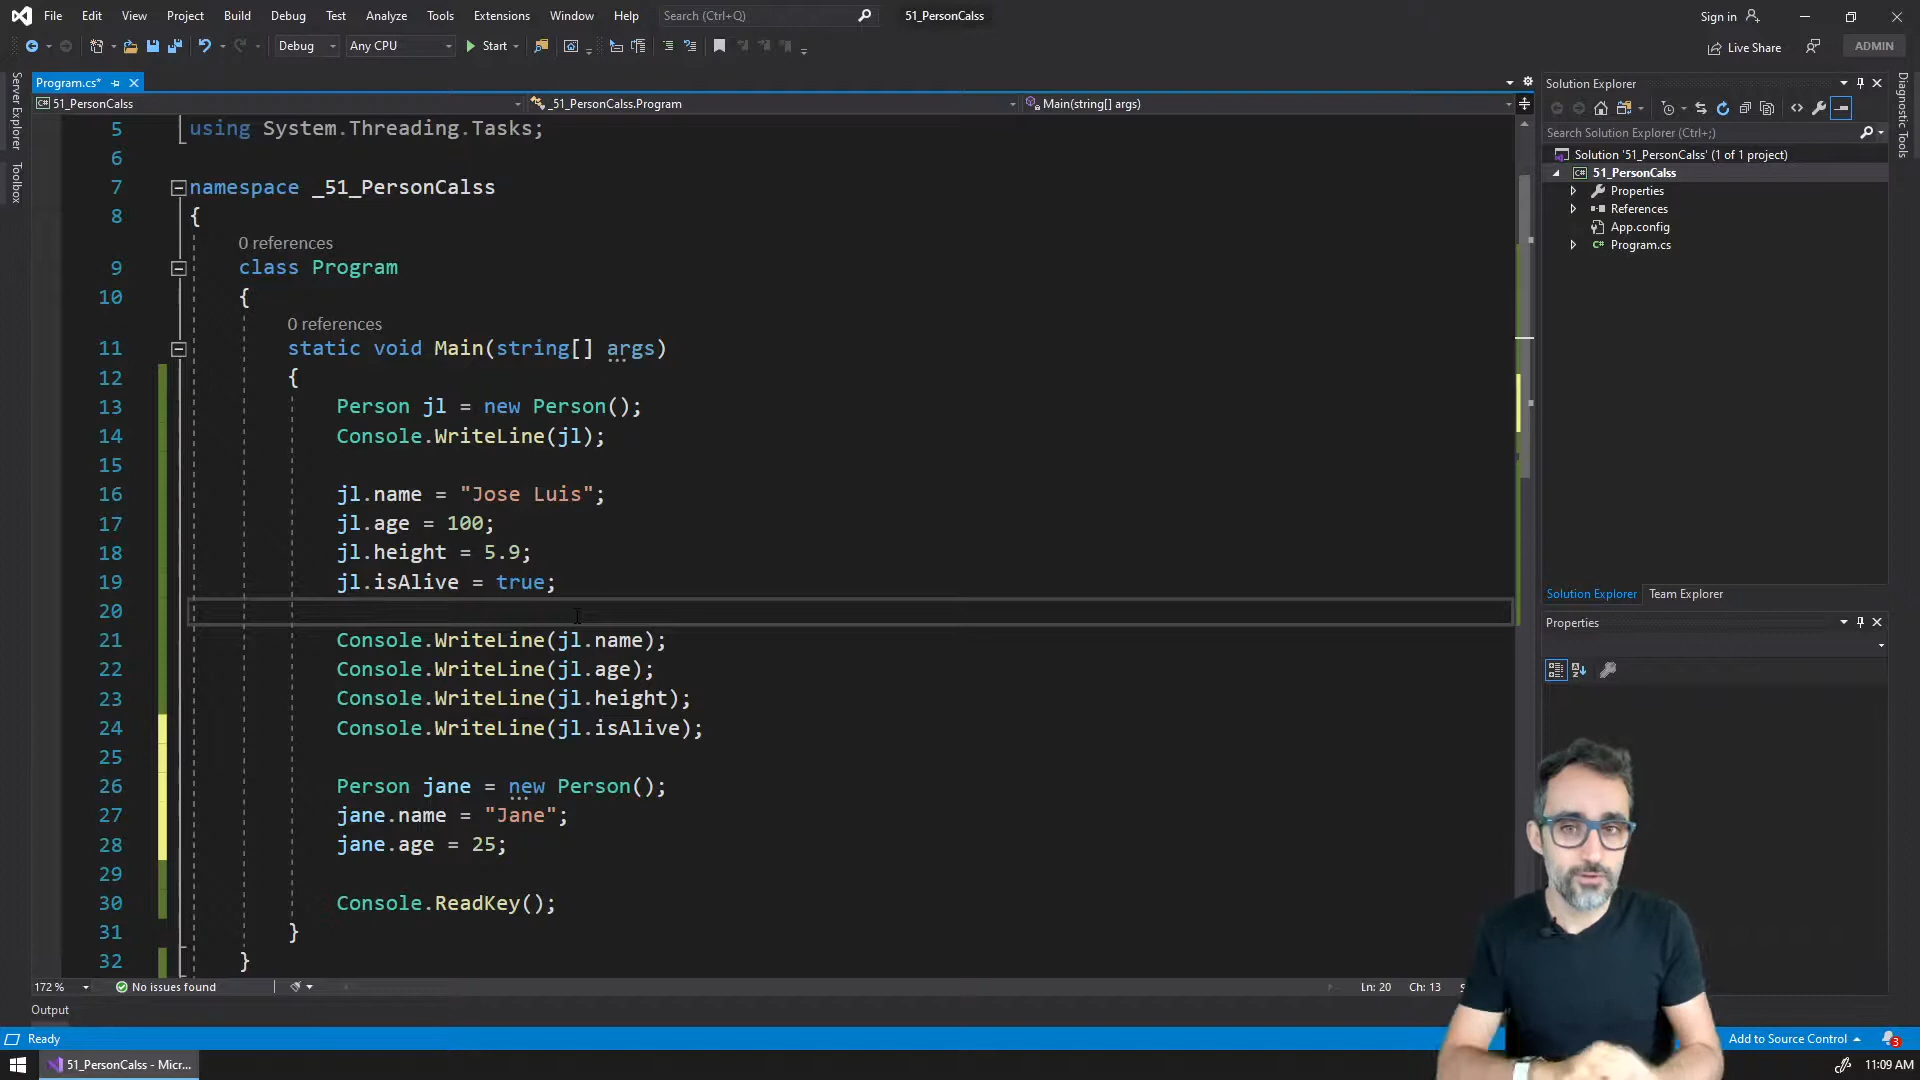 File Edit View Project Build Debug Test Analyze Tools Extensions Window Help Search (Ctrl+Q) 51_PersonCalss Sign in
Debug Any CPU Start Live Share ADMIN
Program.cs*
51_PersonCalss _51_PersonCalss.Program Main(string[] args)
Server Explorer
Toolbox
5 using System.Threading.Tasks;
6
7 namespace _51_PersonCalss
8 {
0 references
9 class Program
10 {
0 references
11 static void Main(string[] args)
12 {
13 Person jl = new Person();
14 Console.WriteLine(jl);
15
16 jl.name = "Jose Luis";
17 jl.age = 100;
18 jl.height = 5.9;
19 jl.isAlive = true;
20
21 Console.WriteLine(jl.name);
22 Console.WriteLine(jl.age);
23 Console.WriteLine(jl.height);
24 Console.WriteLine(jl.isAlive);
25
26 Person jane = new Person();
27 jane.name = "Jane";
28 jane.age = 25;
29
30 Console.ReadKey();
31 }
32 }
172 % No issues found Ln: 20 Ch: 13
Output
Solution Explorer
Search Solution Explorer (Ctrl+;)
Solution '51_PersonCalss' (1 of 1 project)
51_PersonCalss
Properties
References
App.config
C# Program.cs
Solution Explorer Team Explorer
Properties
Diagnostic Tools
Ready Add to Source Control 3
51_PersonCalss - Micr... 11:09 AM